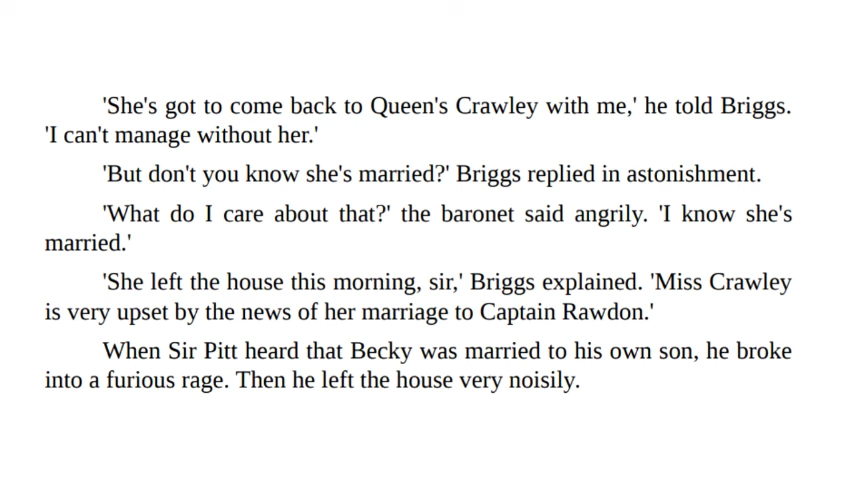 'She's got to come back to Queen's Crawley with me,' he told Briggs.
'I can't manage without her.'
'But don't you know she's married?' Briggs replied in astonishment.
'What do I care about that?' the baronet said angrily. 'I know she's
married.'
'She left the house this morning, sir,' Briggs explained. 'Miss Crawley
is very upset by the news of her marriage to Captain Rawdon.'
When Sir Pitt heard that Becky was married to his own son, he broke
into a furious rage. Then he left the house very noisily.